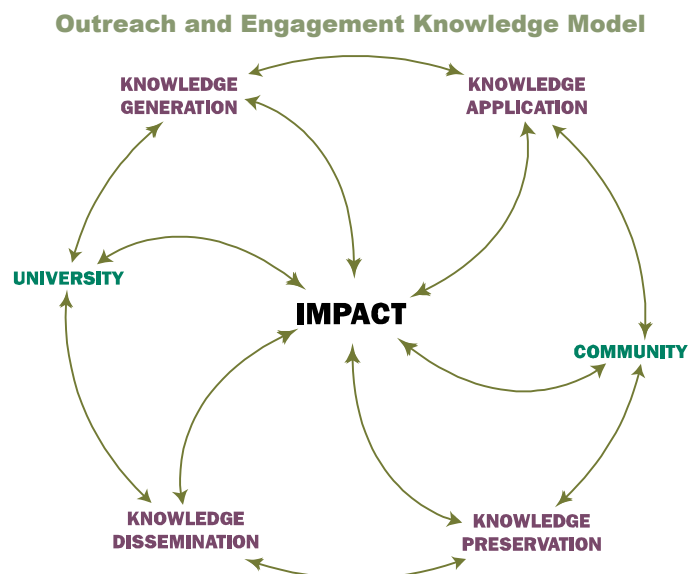 Outreach and Engagement Knowledge Model
KNOWLEDGE
GENERATION
KNOWLEDGE
APPLICATION
UNIVERSITY
IMPACT
COMMUNITY
KNOWLEDGE
DISSEMINATION
KNOWLEDGE
PRESERVATION